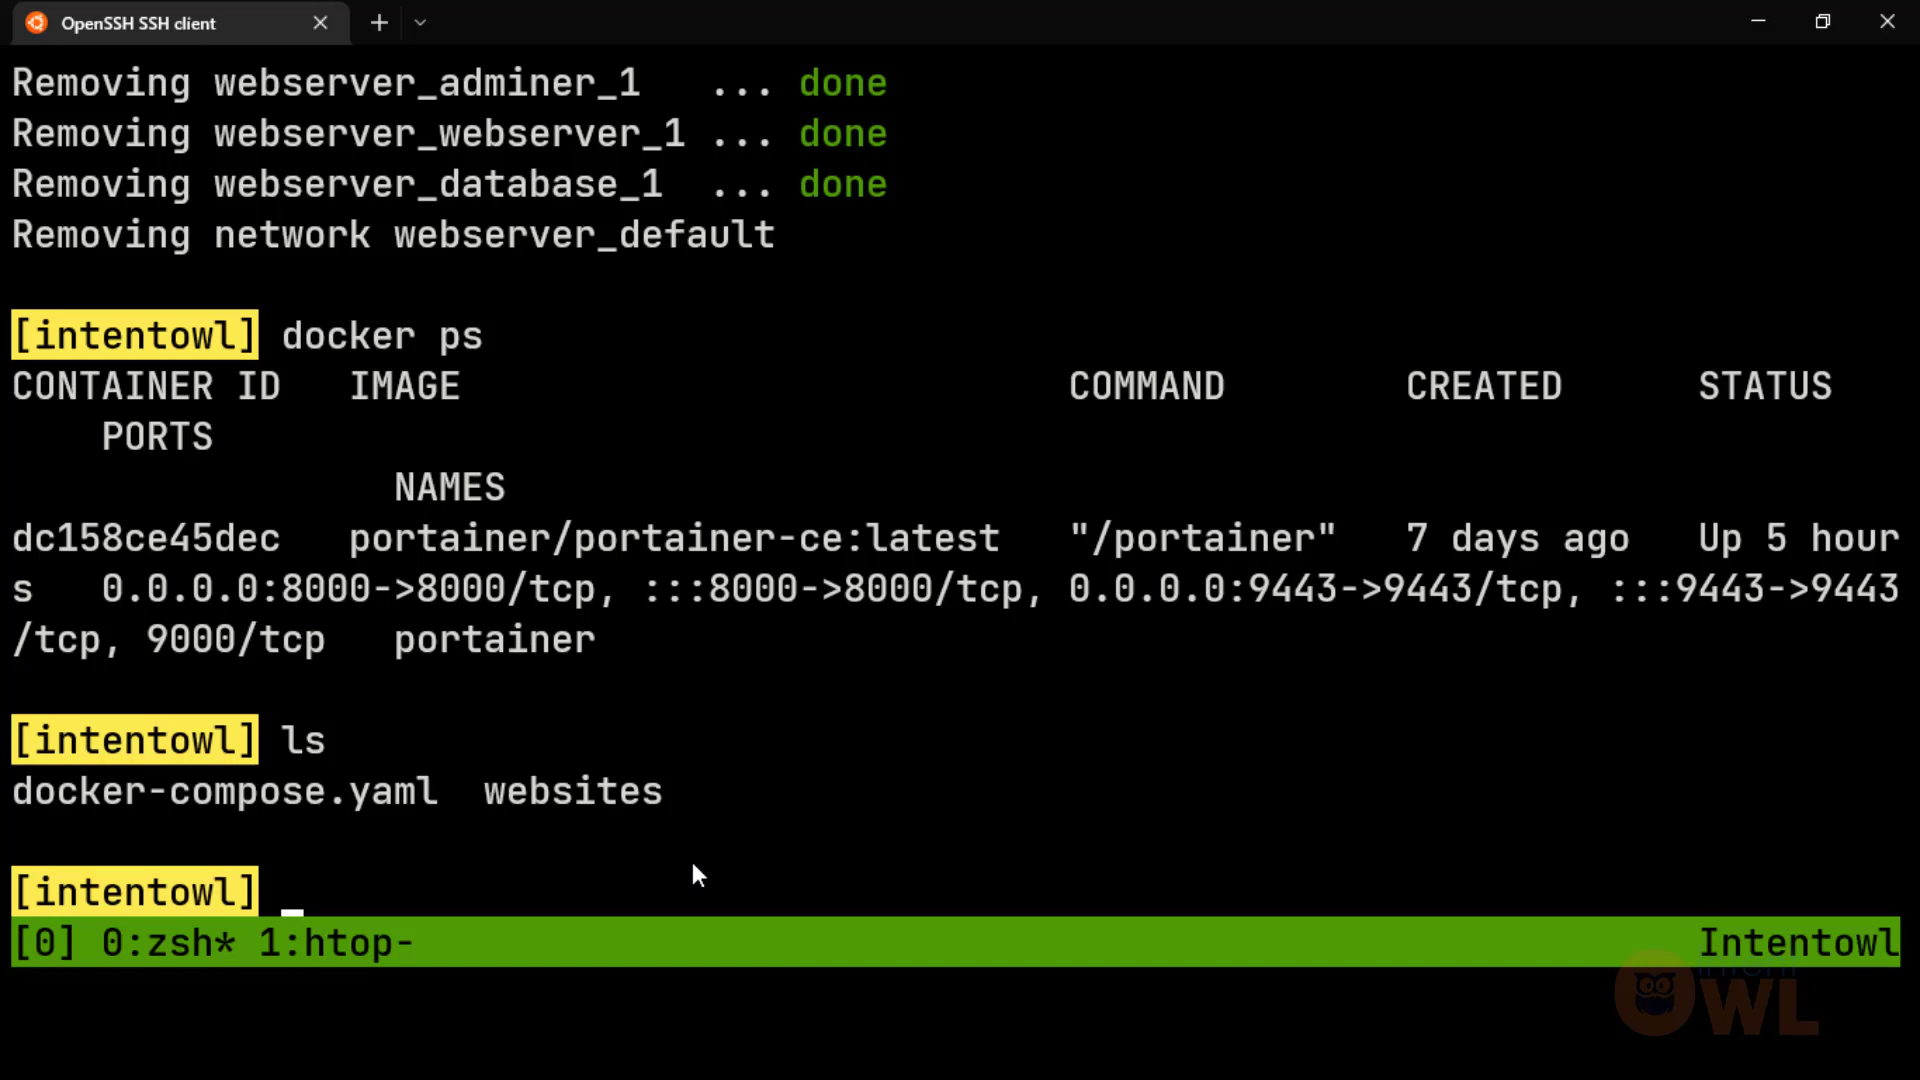 OpenSSH SSH client
Removing webserver_adminer_1   ... done
Removing webserver_webserver_1 ... done
Removing webserver_database_1  ... done
Removing network webserver_default
[intentowl] docker ps
CONTAINER ID   IMAGE                           COMMAND        CREATED      STATUS
    PORTS
                 NAMES
dc158ce45dec   portainer/portainer-ce:latest   "/portainer"   7 days ago   Up 5 hour
s   0.0.0.0:8000->8000/tcp, :::8000->8000/tcp, 0.0.0.0:9443->9443/tcp, :::9443->9443
/tcp, 9000/tcp   portainer
[intentowl] ls
docker-compose.yaml  websites
[intentowl]
[0] 0:zsh* 1:htop- Intentowl
OWL